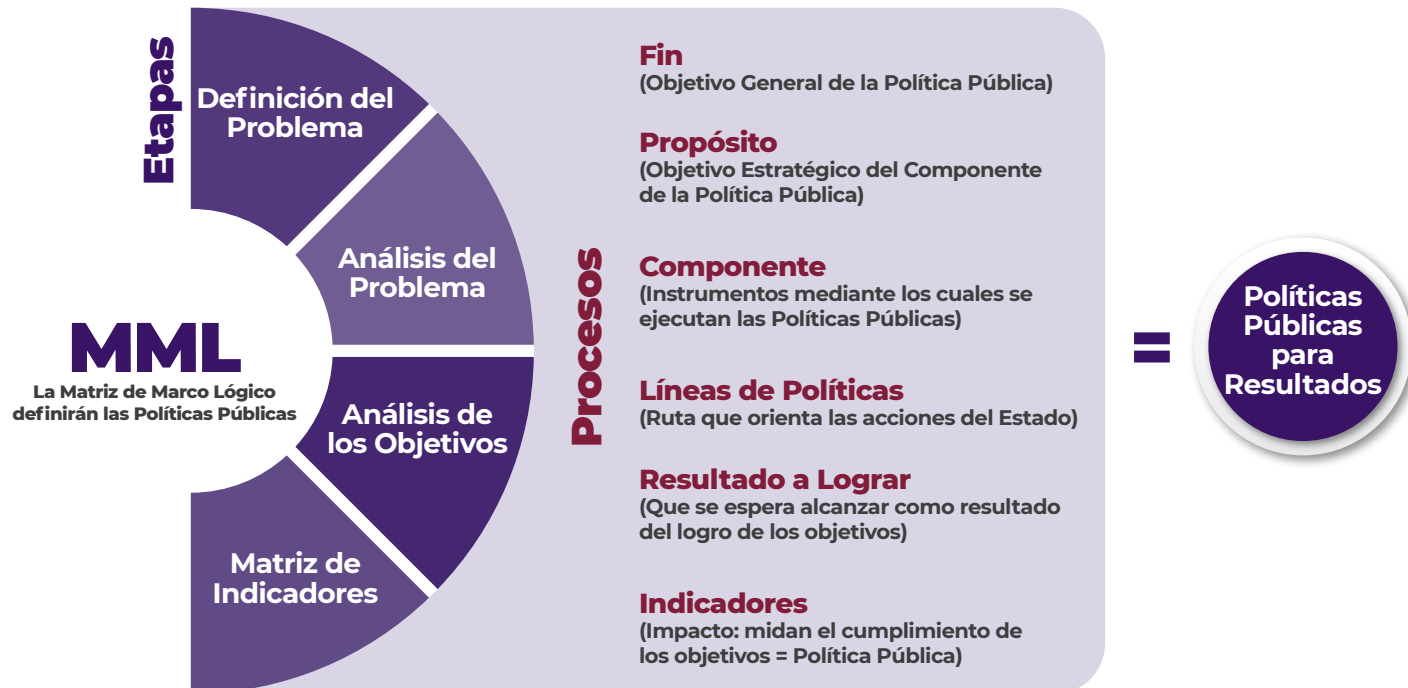 Etapas
Definición del
Problema
Análisis del
Problema
MML
La Matriz de Marco Lógico
definirán las Políticas Públicas
Análisis de
los Objetivos
Matriz de
Indicadores
Procesos
Fin
(Objetivo General de la Política Pública)
Propósito
(Objetivo Estratégico del Componente
de la Política Pública)
Componente
(Instrumentos mediante los cuales se
ejecutan las Políticas Públicas)
Líneas de Políticas
(Ruta que orienta las acciones del Estado)
Resultado a Lograr
(Que se espera alcanzar como resultado
del logro de los objetivos)
Indicadores
(Impacto: midan el cumplimiento de
los objetivos = Política Pública)
=
Políticas
Públicas
para
Resultados